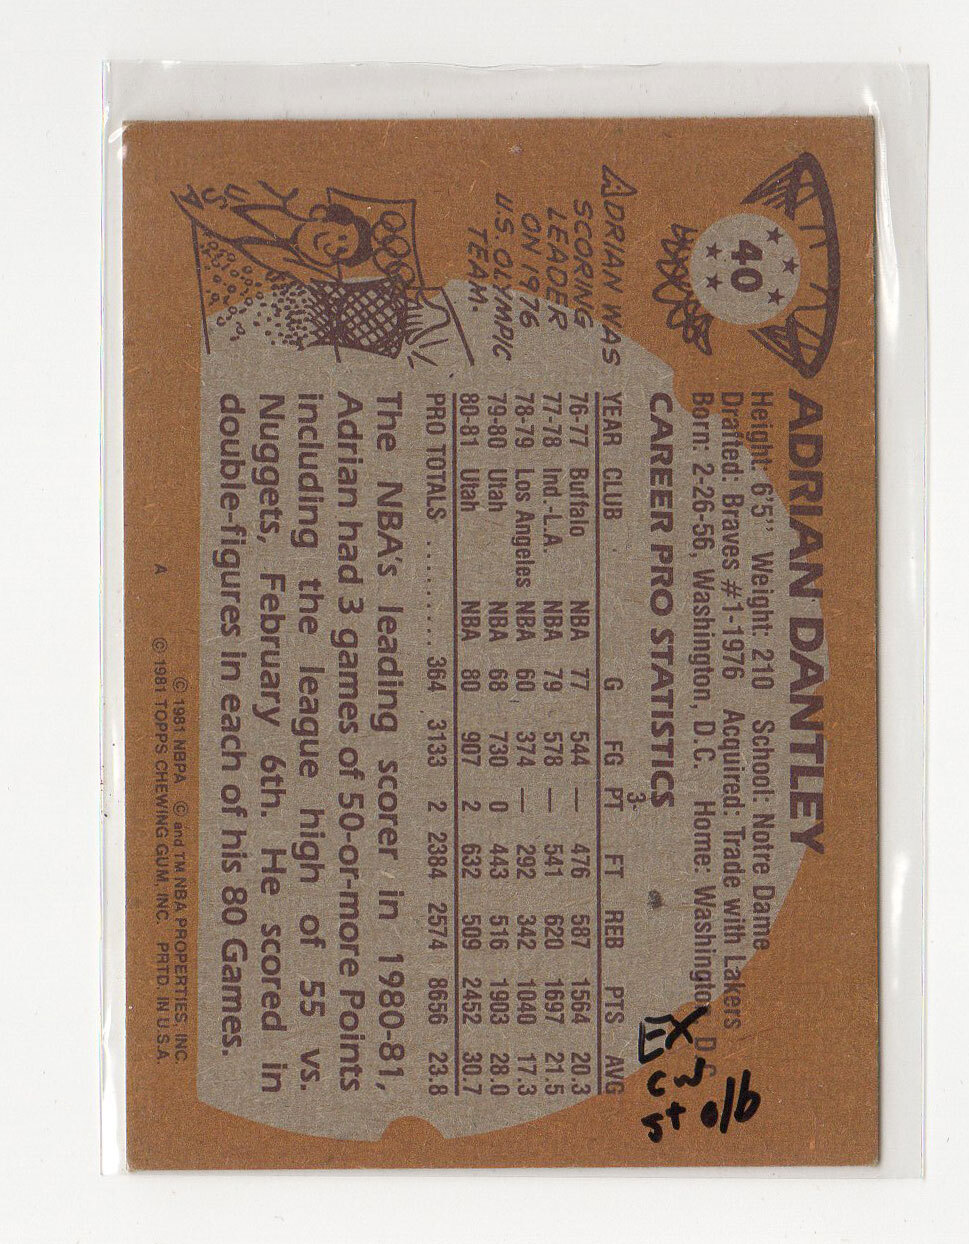 40
ADRIAN DANTLEY
Height: 6'5" Weight: 210 School: Notre Dame
Drafted: Braves #1-1976 Acquired: Trade with Lakers
Born: 2-26-56, Washington, D.C. Home: Washington D.C.
CAREER PRO STATISTICS
YEAR CLUB G FG 3-PT FT REB PTS AVG
76-77 Buffalo NBA 77 544 — 476 587 1564 20.3
77-78 Ind.-L.A. NBA 79 578 — 541 620 1697 21.5
78-79 Los Angeles NBA 60 374 — 292 342 1040 17.3
79-80 Utah NBA 68 730 0 443 516 1903 28.0
80-81 Utah NBA 80 907 2 632 509 2452 30.7
PRO TOTALS .......... 364 3133 2 2384 2574 8656 23.8
ADRIAN WAS
SCORING
LEADER
ON 1976
U.S. OLYMPIC
TEAM.
USA
The NBA's leading scorer in 1980-81,
Adrian had 3 games of 50-or-more Points
including the league high of 55 vs.
Nuggets, February 6th. He scored in
double-figures in each of his 80 Games.
© 1981 NBPA © and TM NBA PROPERTIES, INC.
A © 1981 TOPPS CHEWING GUM, INC. PRTD. IN U.S.A.
EX
o/b
st